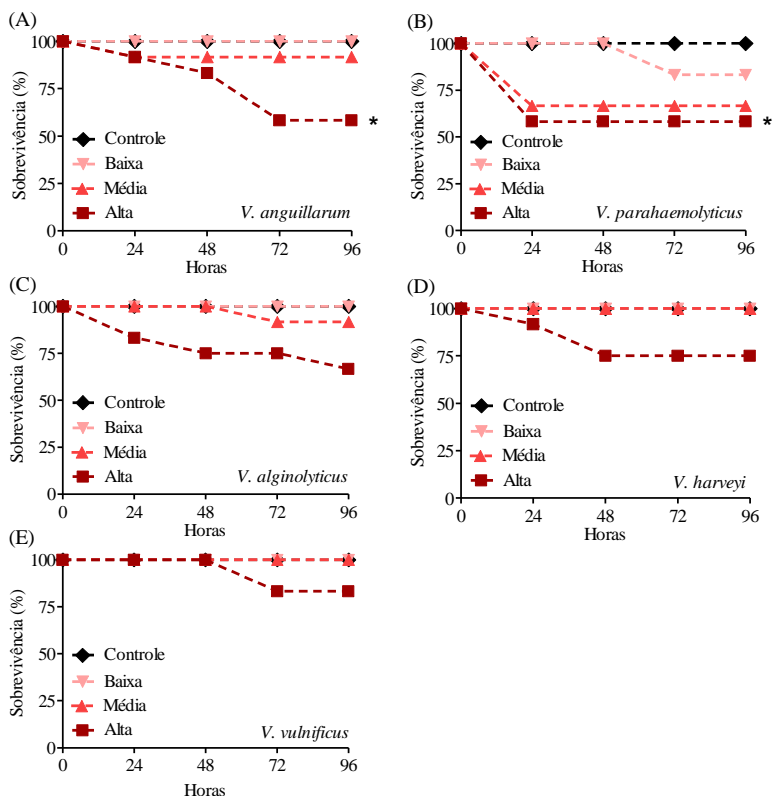 (A)
Sobrevivência (%)
100
75
50
25
0
Controle
Baixa
Média
Alta
V. anguillarum
*
0 24 48 72 96
Horas
(B)
Sobrevivência (%)
100
75
50
25
0
Controle
Baixa
Média
Alta
V. parahaemolyticus
*
0 24 48 72 96
Horas
(C)
Sobrevivência (%)
100
75
50
25
0
Controle
Baixa
Média
Alta
V. alginolyticus
0 24 48 72 96
Horas
(D)
Sobrevivência (%)
100
75
50
25
0
Controle
Baixa
Média
Alta
V. harveyi
0 24 48 72 96
Horas
(E)
Sobrevivência (%)
100
75
50
25
0
Controle
Baixa
Média
Alta
V. vulnificus
0 24 48 72 96
Horas